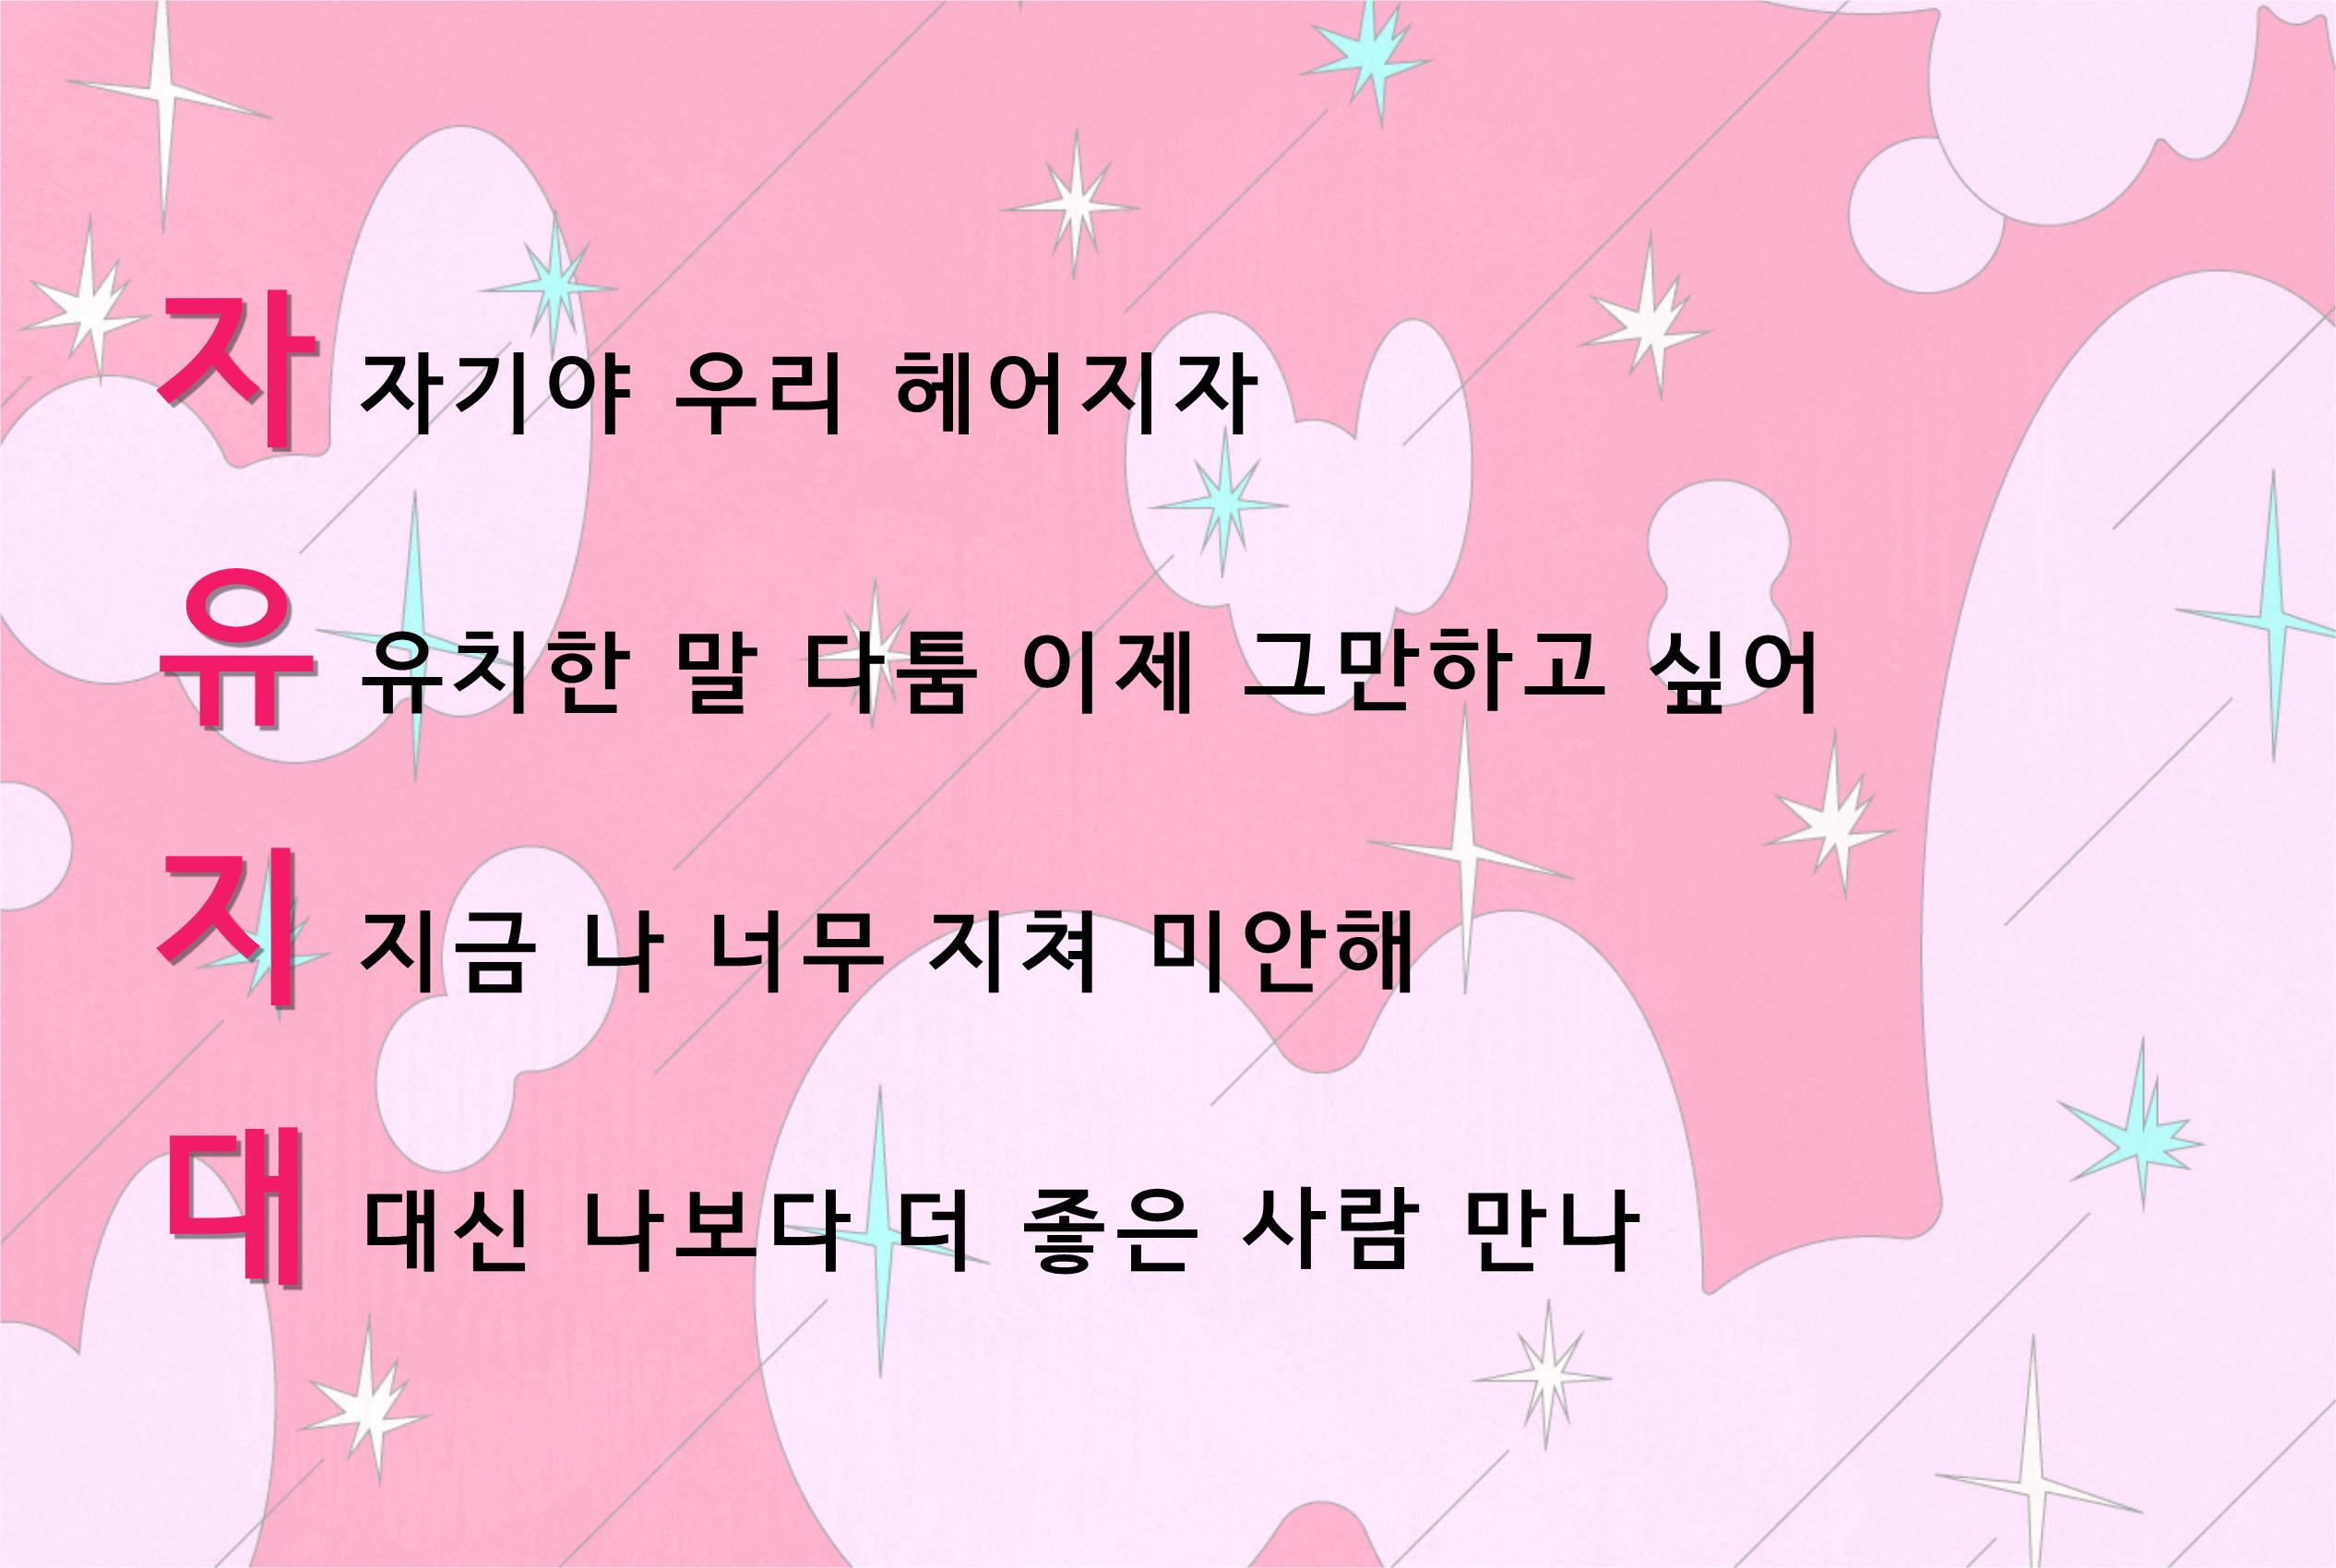 자 자기야 우리 헤어지자
유 유치한 말 다툼 이제 그만하고 싶어
지 지금 나 너무 지쳐 미안해
대 대신 나보다 더 좋은 사람 만나